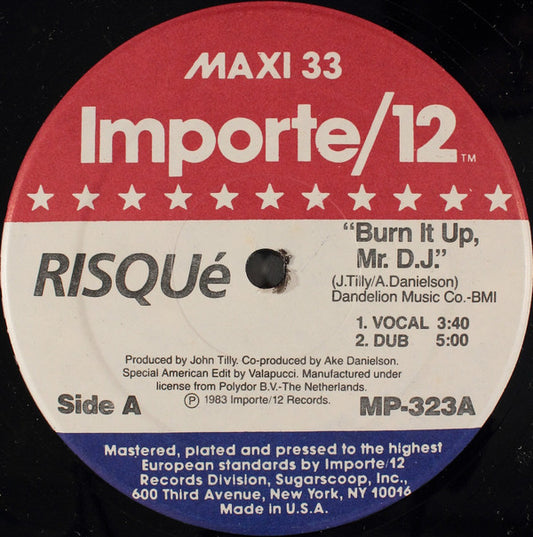 MAXI 33
Importe/12™
RISQUé
"Burn It Up,
Mr. D.J."
(J.Tilly/A.Danielson)
Dandelion Music Co.-BMI
1. VOCAL 3:40
2. DUB 5:00
Produced by John Tilly. Co-produced by Ake Danielson.
Special American Edit by Valapucci. Manufactured under
license from Polydor B.V.-The Netherlands.
Side A
Ⓟ 1983 Importe/12 Records.
MP-323A
Mastered, plated and pressed to the highest
European standards by Importe/12
Records Division, Sugarscoop, Inc.,
600 Third Avenue, New York, NY 10016
Made in U.S.A.